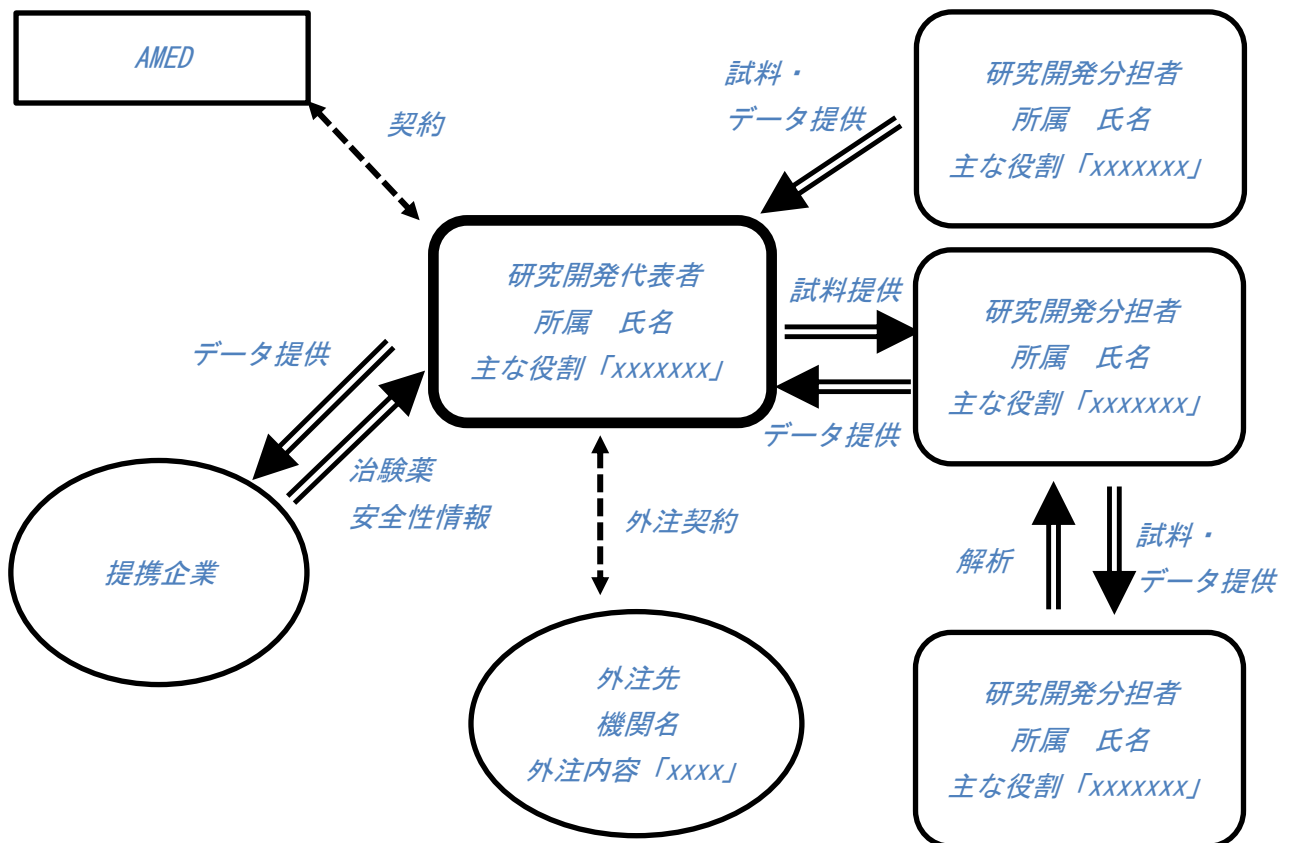 AMED
契約
試料・
データ提供
研究開発分担者
所属　氏名
主な役割「xxxxxxx」
研究開発代表者
所属　氏名
主な役割「xxxxxxx」
試料提供
データ提供
研究開発分担者
所属　氏名
主な役割「xxxxxxx」
データ提供
治験薬
安全性情報
提携企業
外注契約
外注先
機関名
外注内容「xxxx」
解析
試料・
データ提供
研究開発分担者
所属　氏名
主な役割「xxxxxxx」